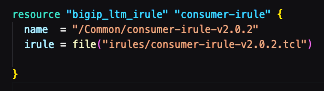 resource "bigip_ltm_irule" "consumer-irule" {
  name  = "/Common/consumer-irule-v2.0.2"
  irule = file("irules/consumer-irule-v2.0.2.tcl")
}